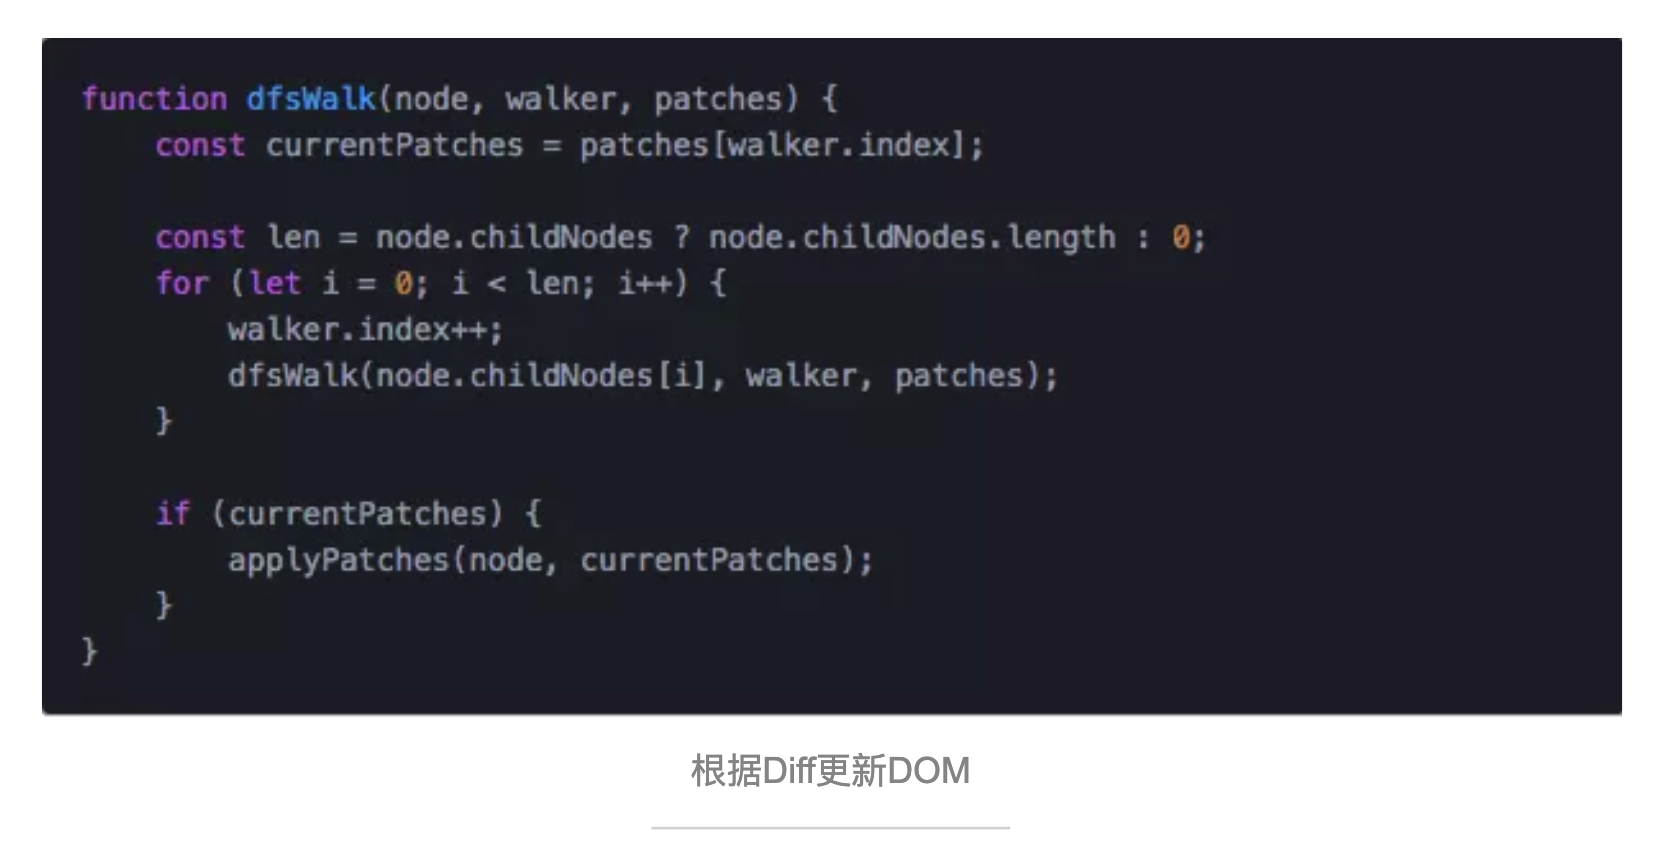 function dfsWalk(node, walker, patches) {
    const currentPatches = patches[walker.index];

    const len = node.childNodes ? node.childNodes.length : 0;
    for (let i = 0; i < len; i++) {
        walker.index++;
        dfsWalk(node.childNodes[i], walker, patches);
    }

    if (currentPatches) {
        applyPatches(node, currentPatches);
    }
}
根据Diff更新DOM